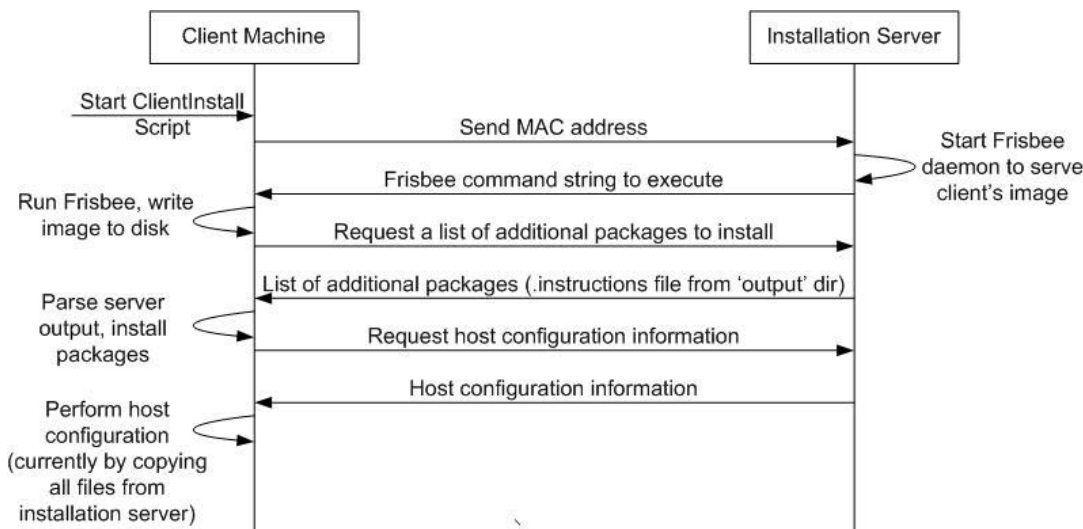 Client Machine
Installation Server
Start ClientInstall
Script
Send MAC address
Start Frisbee
daemon to serve
client's image
Frisbee command string to execute
Run Frisbee, write
image to disk
Request a list of additional packages to install
List of additional packages (.instructions file from 'output' dir)
Parse server
output, install
packages
Request host configuration information
Host configuration information
Perform host
configuration
(currently by copying
all files from
installation server)